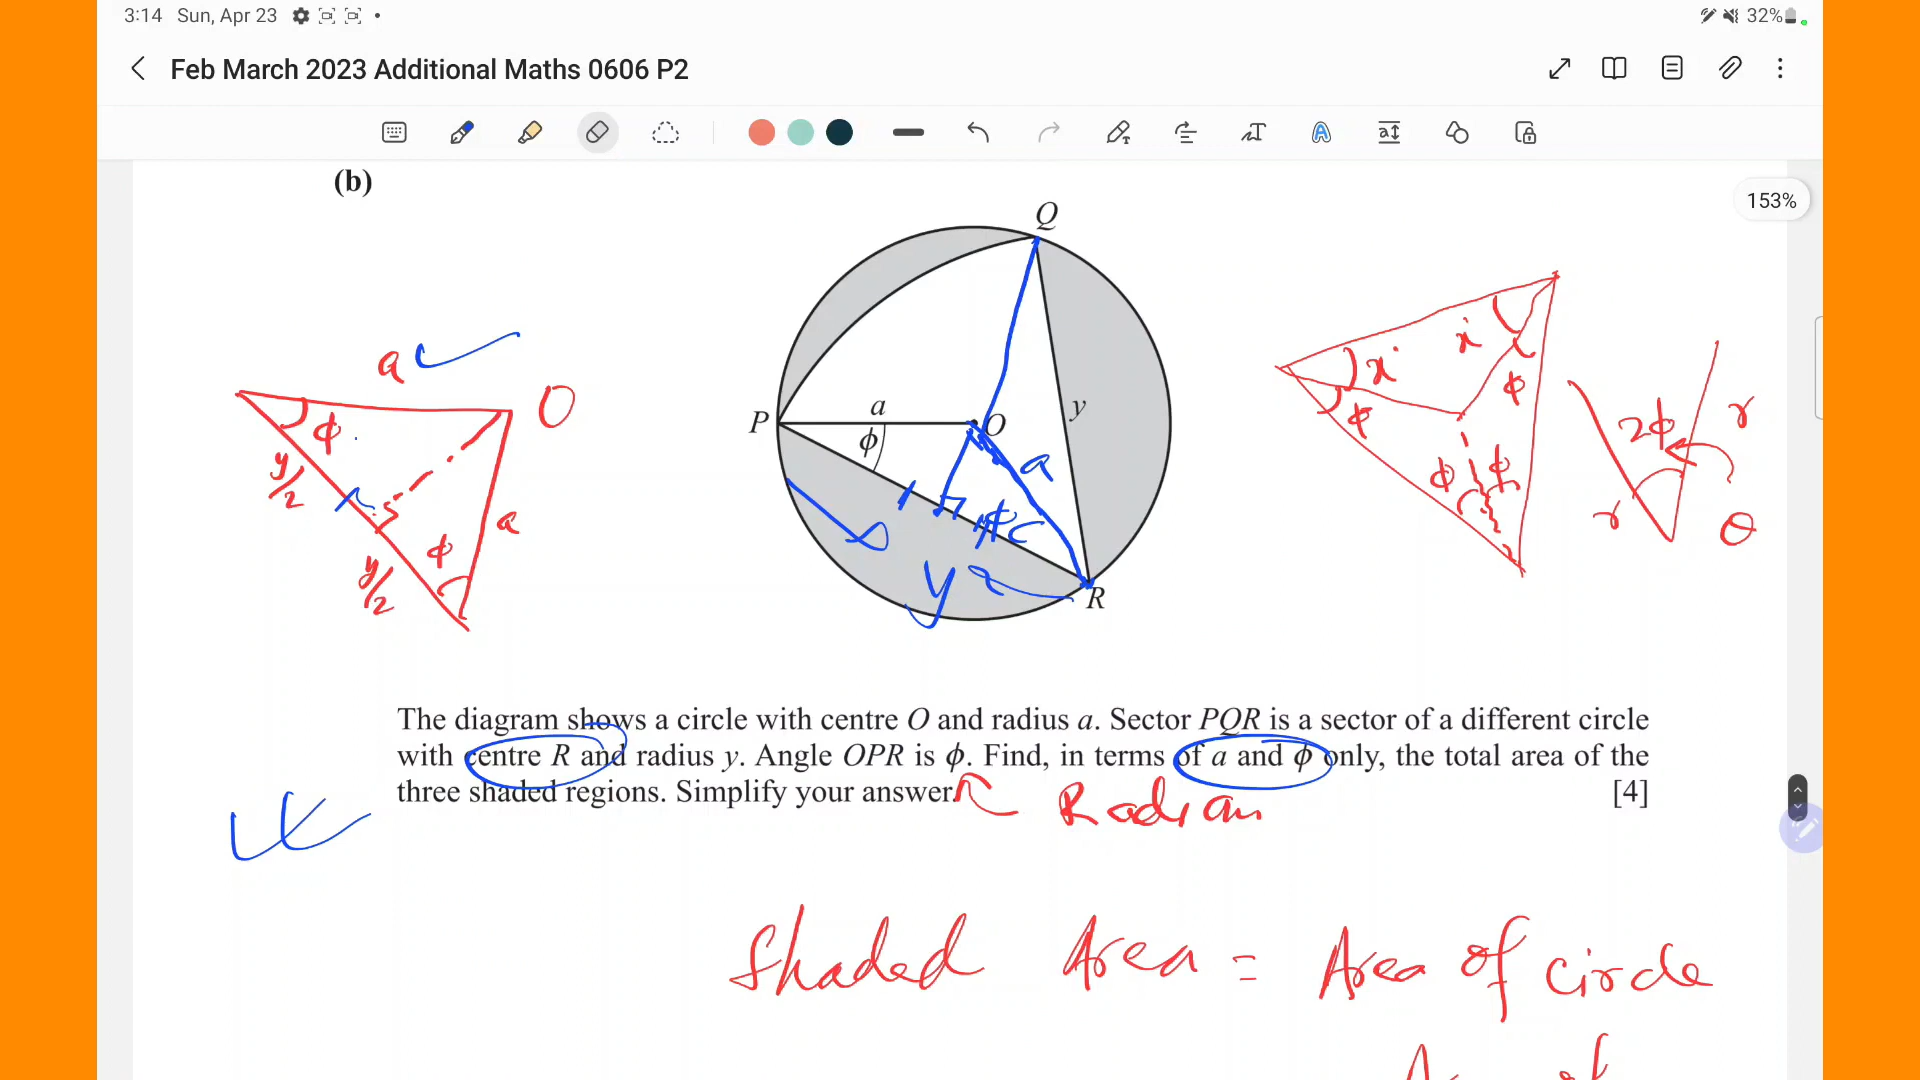 3:14 Sun, Apr 23
32%
Feb March 2023 Additional Maths 0606 P2
153%
(b)
Q
P
a
O
ϕ
y
R
a
y
ϕ
a
O
ϕ
y/2
y/2
ϕ
a
x
x
ϕ
ϕ
ϕ
ϕ
2ϕ
r
r
θ
The diagram shows a circle with centre O and radius a. Sector PQR is a sector of a different circle
with centre R and radius y. Angle OPR is ϕ. Find, in terms of a and ϕ only, the total area of the
three shaded regions. Simplify your answer.
[4]
Radian
Shaded Area = Area of circle